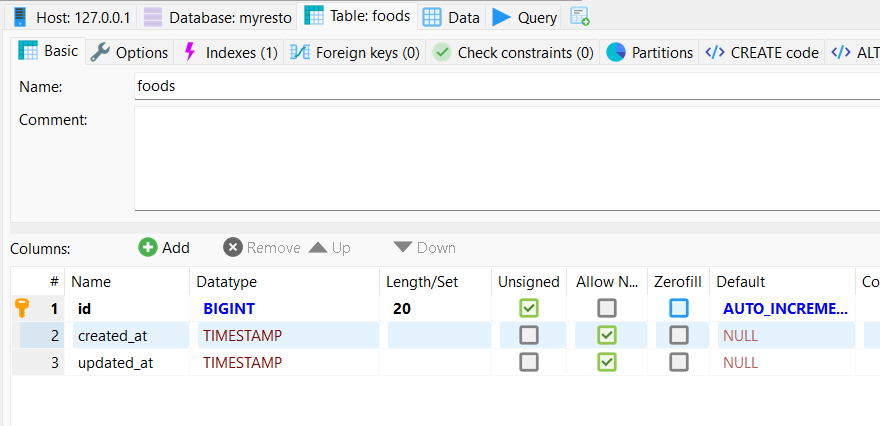 Host: 127.0.0.1 Database: myresto Table: foods Data Query
Basic Options Indexes (1) Foreign keys (0) Check constraints (0) Partitions CREATE code ALT
Name: foods
Comment:
Columns: Add Remove Up Down
# Name Datatype Length/Set Unsigned Allow N... Zerofill Default Co
1 id BIGINT 20 AUTO_INCREME...
2 created_at TIMESTAMP NULL
3 updated_at TIMESTAMP NULL